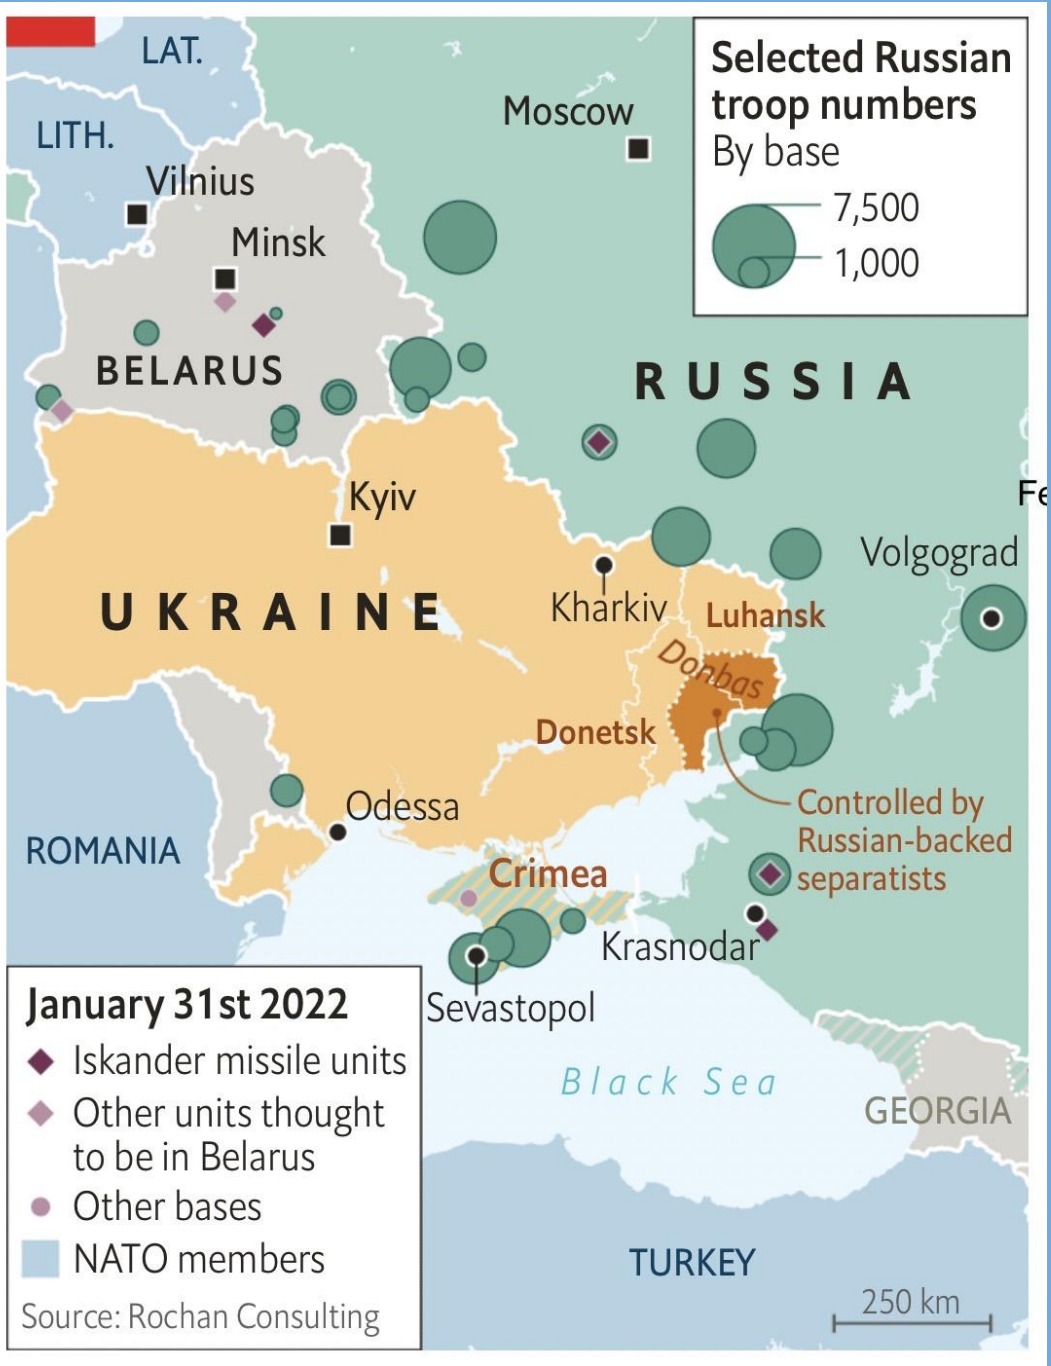 LAT.
LITH.
Vilnius
Minsk
Moscow
Selected Russian
troop numbers
By base
7,500
1,000
BELARUS
RUSSIA
Kyiv
Fe
Volgograd
UKRAINE
Kharkiv
Luhansk
Donbas
Donetsk
Controlled by
Russian-backed
separatists
Odessa
ROMANIA
Crimea
Krasnodar
Sevastopol
Black Sea
GEORGIA
TURKEY
250 km
January 31st 2022
Iskander missile units
Other units thought
to be in Belarus
Other bases
NATO members
Source: Rochan Consulting